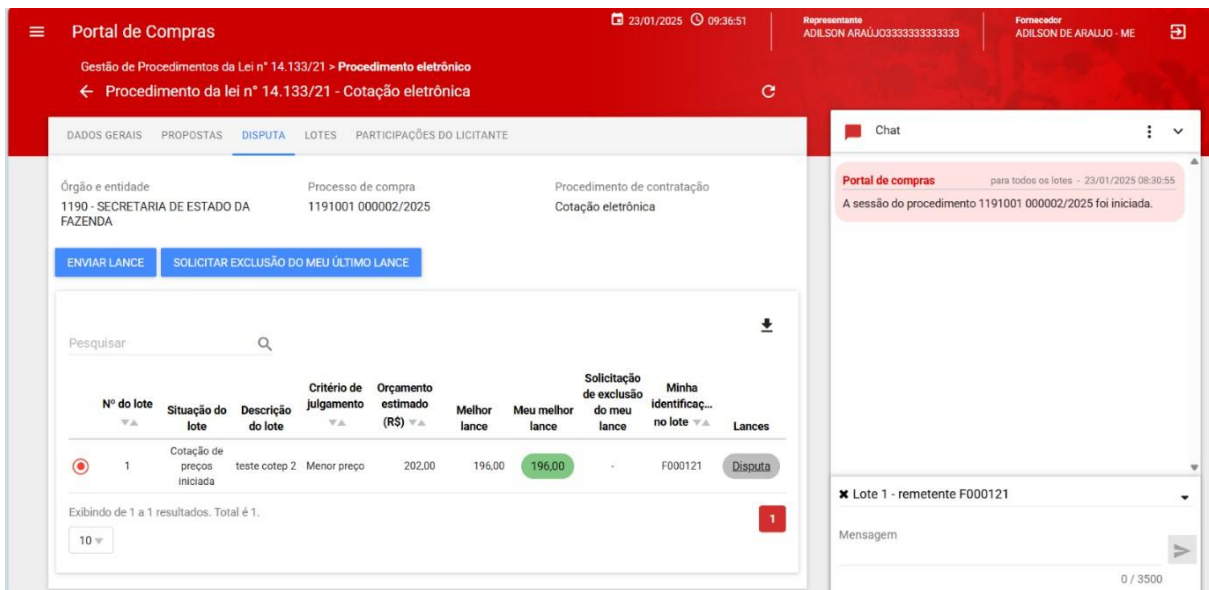 Portal de Compras
23/01/2025 09:36:51
Representante
ADILSON ARAÚJO3333333333333
Fornecedor
ADILSON DE ARAUJO - ME
Gestão de Procedimentos da Lei n° 14.133/21 > Procedimento eletrônico
Procedimento da lei n° 14.133/21 - Cotação eletrônica
DADOS GERAIS PROPOSTAS DISPUTA LOTES PARTICIPAÇÕES DO LICITANTE
Órgão e entidade
1190 - SECRETARIA DE ESTADO DA
FAZENDA
Processo de compra
1191001 000002/2025
Procedimento de contratação
Cotação eletrônica
ENVIAR LANCE
SOLICITAR EXCLUSÃO DO MEU ÚLTIMO LANCE
Pesquisar
Nº do lote
Situação do
lote
Descrição
do lote
Critério de
julgamento
Orçamento
estimado
(R$)
Melhor
lance
Meu melhor
lance
Solicitação
de exclusão
do meu
lance
Minha
identificaç...
no lote
Lances
1
Cotação de
preços
iniciada
teste cotep 2
Menor preço
202,00
196,00
196,00
-
F000121
Disputa
Exibindo de 1 a 1 resultados. Total é 1.
1
10
Chat
Portal de compras
para todos os lotes - 23/01/2025 08:30:55
A sessão do procedimento 1191001 000002/2025 foi iniciada.
Lote 1 - remetente F000121
Mensagem
0 / 3500